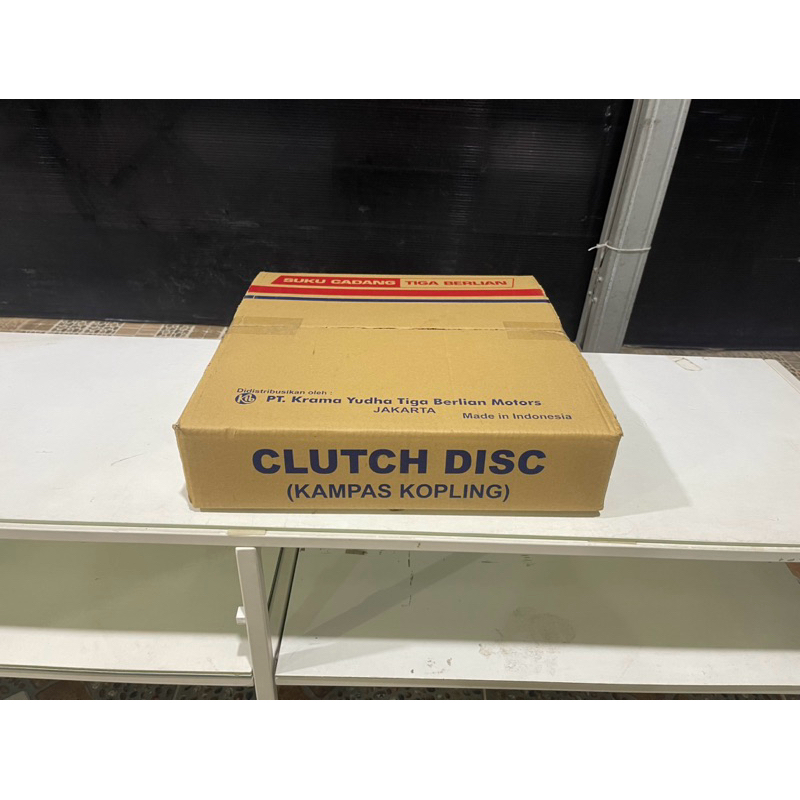 SUKU CADANG TIGA BERLIAN
Didistribusikan oleh :
KTB PT. Krama Yudha Tiga Berlian Motors
JAKARTA
Made in Indonesia
CLUTCH DISC
(KAMPAS KOPLING)